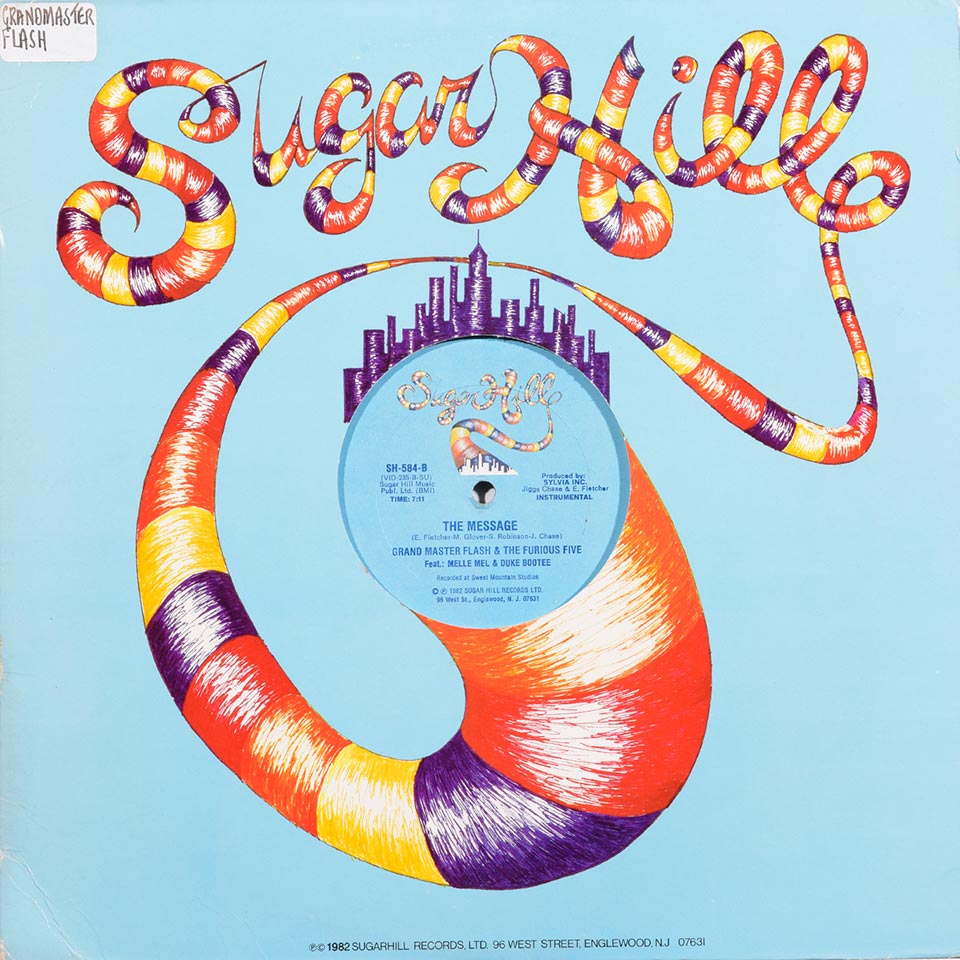 GRANDMASTER
FLASH
Sugar Hill
Sugar Hill
SH-584-B
(VID-235-B-SU)
Sugar Hill Music
Publ. Ltd. (BMI)
TIME: 7:11
Produced by:
SYLVIA INC.
Jiggs Chase & E. Fletcher
INSTRUMENTAL
THE MESSAGE
(E. Fletcher-M. Glover-S. Robinson-J. Chase)
GRAND MASTER FLASH & THE FURIOUS FIVE
Feat.: MELLE MEL & DUKE BOOTEE
Recorded at Sweet Mountain Studios
© ℗ 1982 SUGAR HILL RECORDS LTD.
96 West St., Englewood, N. J. 07631
℗© 1982 SUGARHILL RECORDS, LTD. 96 WEST STREET, ENGLEWOOD, N.J 07631